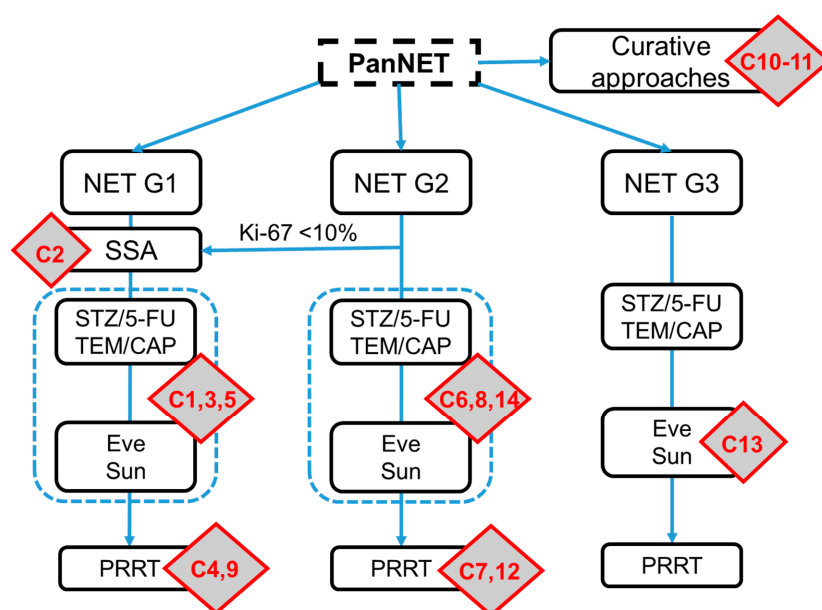 PanNET
Curative
approaches
C10-11
NET G1
NET G2
NET G3
Ki-67 <10%
C2
SSA
STZ/5-FU
TEM/CAP
STZ/5-FU
TEM/CAP
STZ/5-FU
TEM/CAP
C1,3,5
C6,8,14
Eve
Sun
Eve
Sun
Eve
Sun
C13
PRRT
C4,9
PRRT
C7,12
PRRT